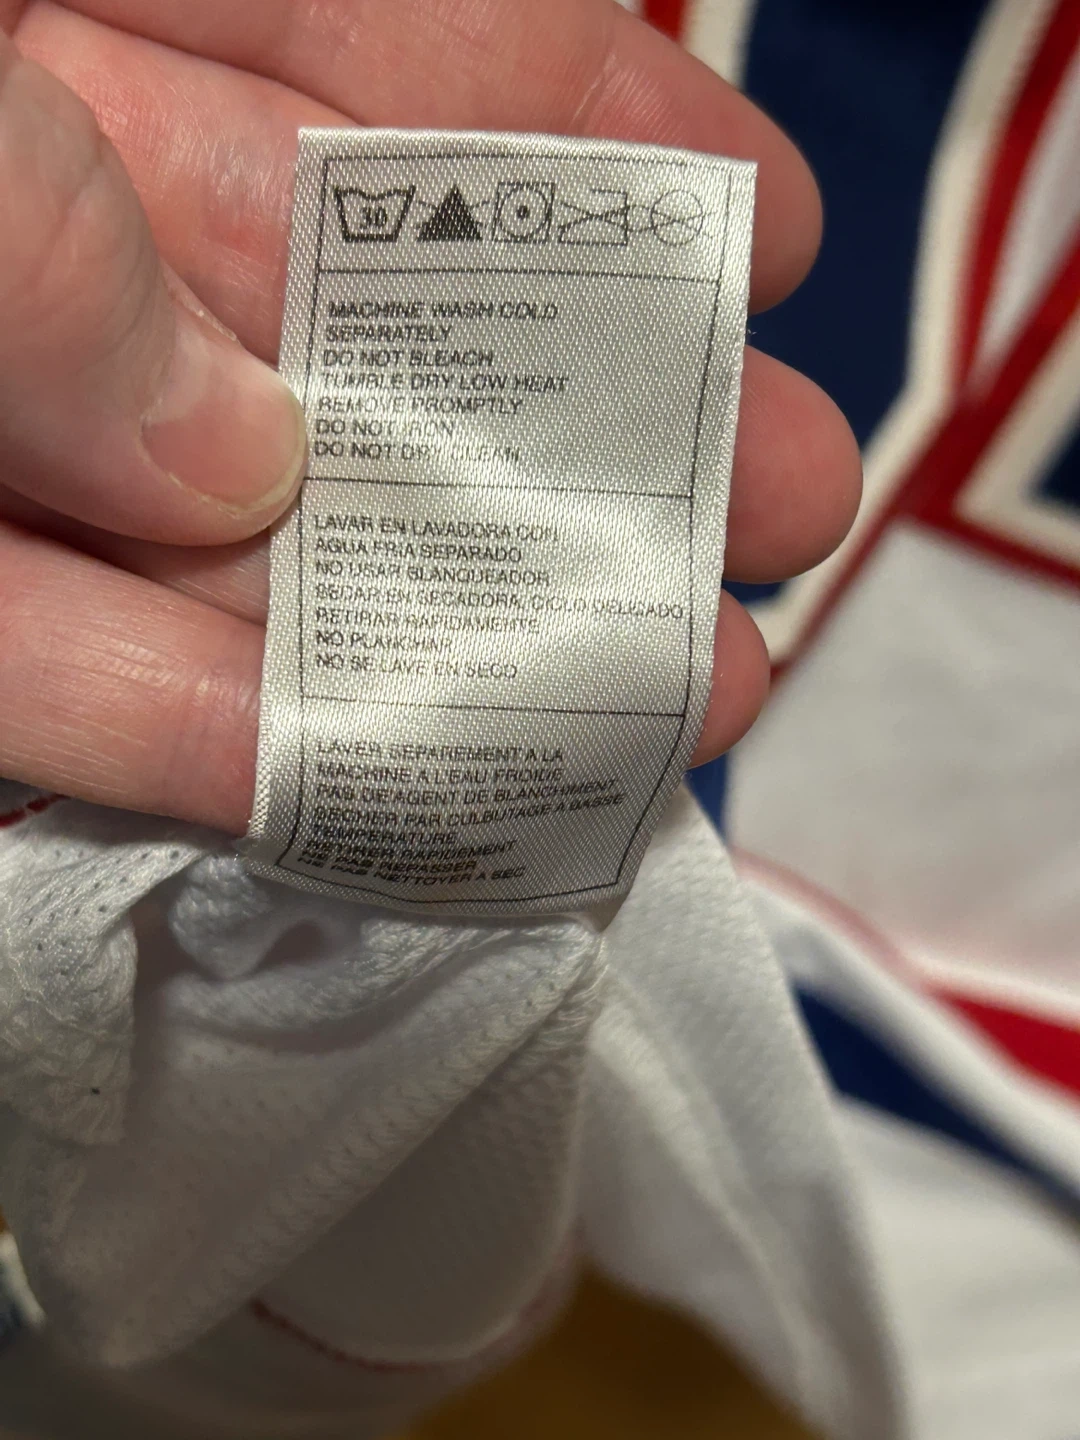 30
MACHINE WASH COLD
SEPARATELY
DO NOT BLEACH
TUMBLE DRY LOW HEAT
REMOVE PROMPTLY
DO NOT IRON
DO NOT DRY CLEAN
LAVAR EN LAVADORA CON
AGUA FRIA SEPARADO
NO USAR BLANQUEADOR
SECAR EN SECADORA, CICLO DELICADO
RETIRAR RAPIDAMENTE
NO PLANCHAR
NO SE LAVE EN SECO
LAVER SEPAREMENT A LA
MACHINE A L'EAU FROIDE
PAS DE AGENT DE BLANCHIMENT
SECHER PAR CULBUTAGE A BASSE
TEMPERATURE
RETIRER RAPIDEMENT
NE PAS REPASSER
NE PAS NETTOYER A SEC